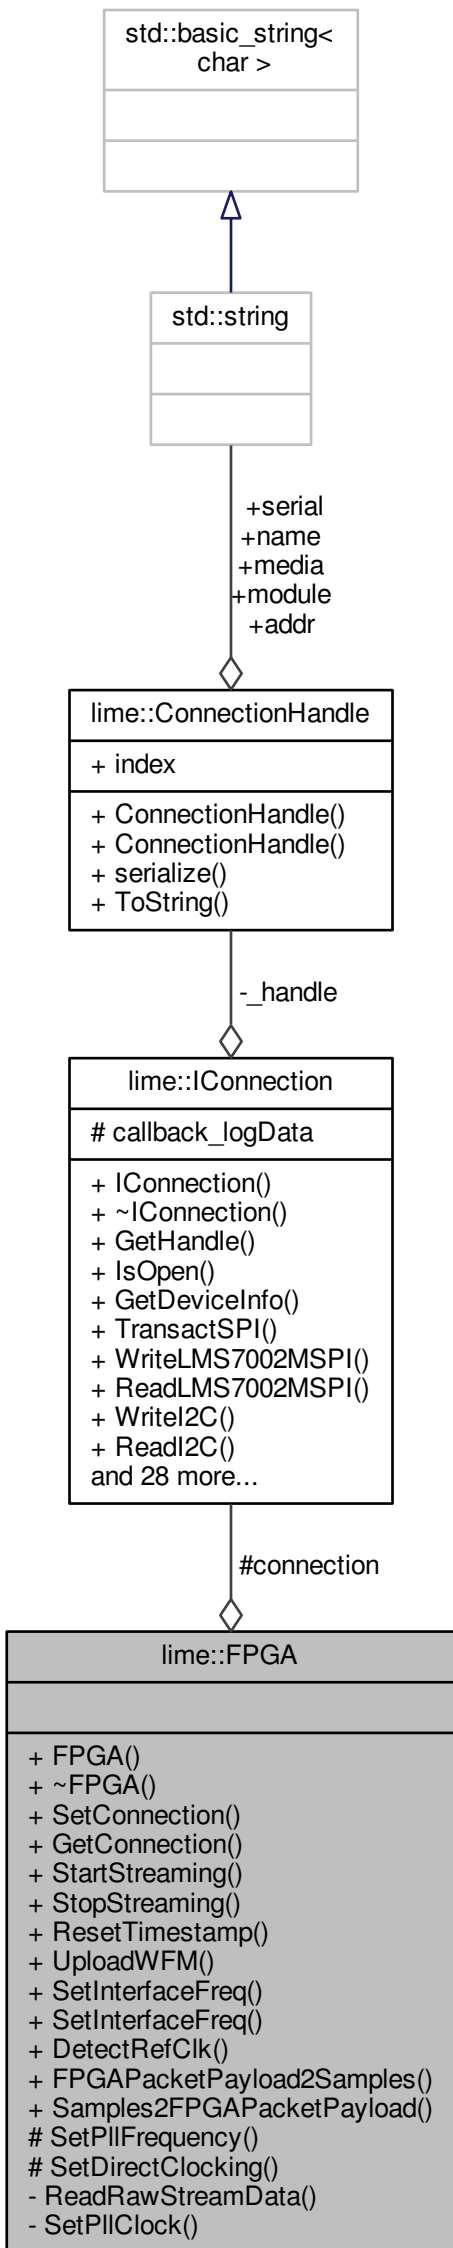 std::basic_string<
char >
std::string
+serial
+name
+media
+module
+addr
lime::ConnectionHandle
+ index
+ ConnectionHandle()
+ ConnectionHandle()
+ serialize()
+ ToString()
-_handle
lime::IConnection
# callback_logData
+ IConnection()
+ ~IConnection()
+ GetHandle()
+ IsOpen()
+ GetDeviceInfo()
+ TransactSPI()
+ WriteLMS7002MSPI()
+ ReadLMS7002MSPI()
+ WriteI2C()
+ ReadI2C()
and 28 more...
#connection
lime::FPGA
+ FPGA()
+ ~FPGA()
+ SetConnection()
+ GetConnection()
+ StartStreaming()
+ StopStreaming()
+ ResetTimestamp()
+ UploadWFM()
+ SetInterfaceFreq()
+ SetInterfaceFreq()
+ DetectRefClk()
+ FPGAPacketPayload2Samples()
+ Samples2FPGAPacketPayload()
# SetPllFrequency()
# SetDirectClocking()
- ReadRawStreamData()
- SetPllClock()